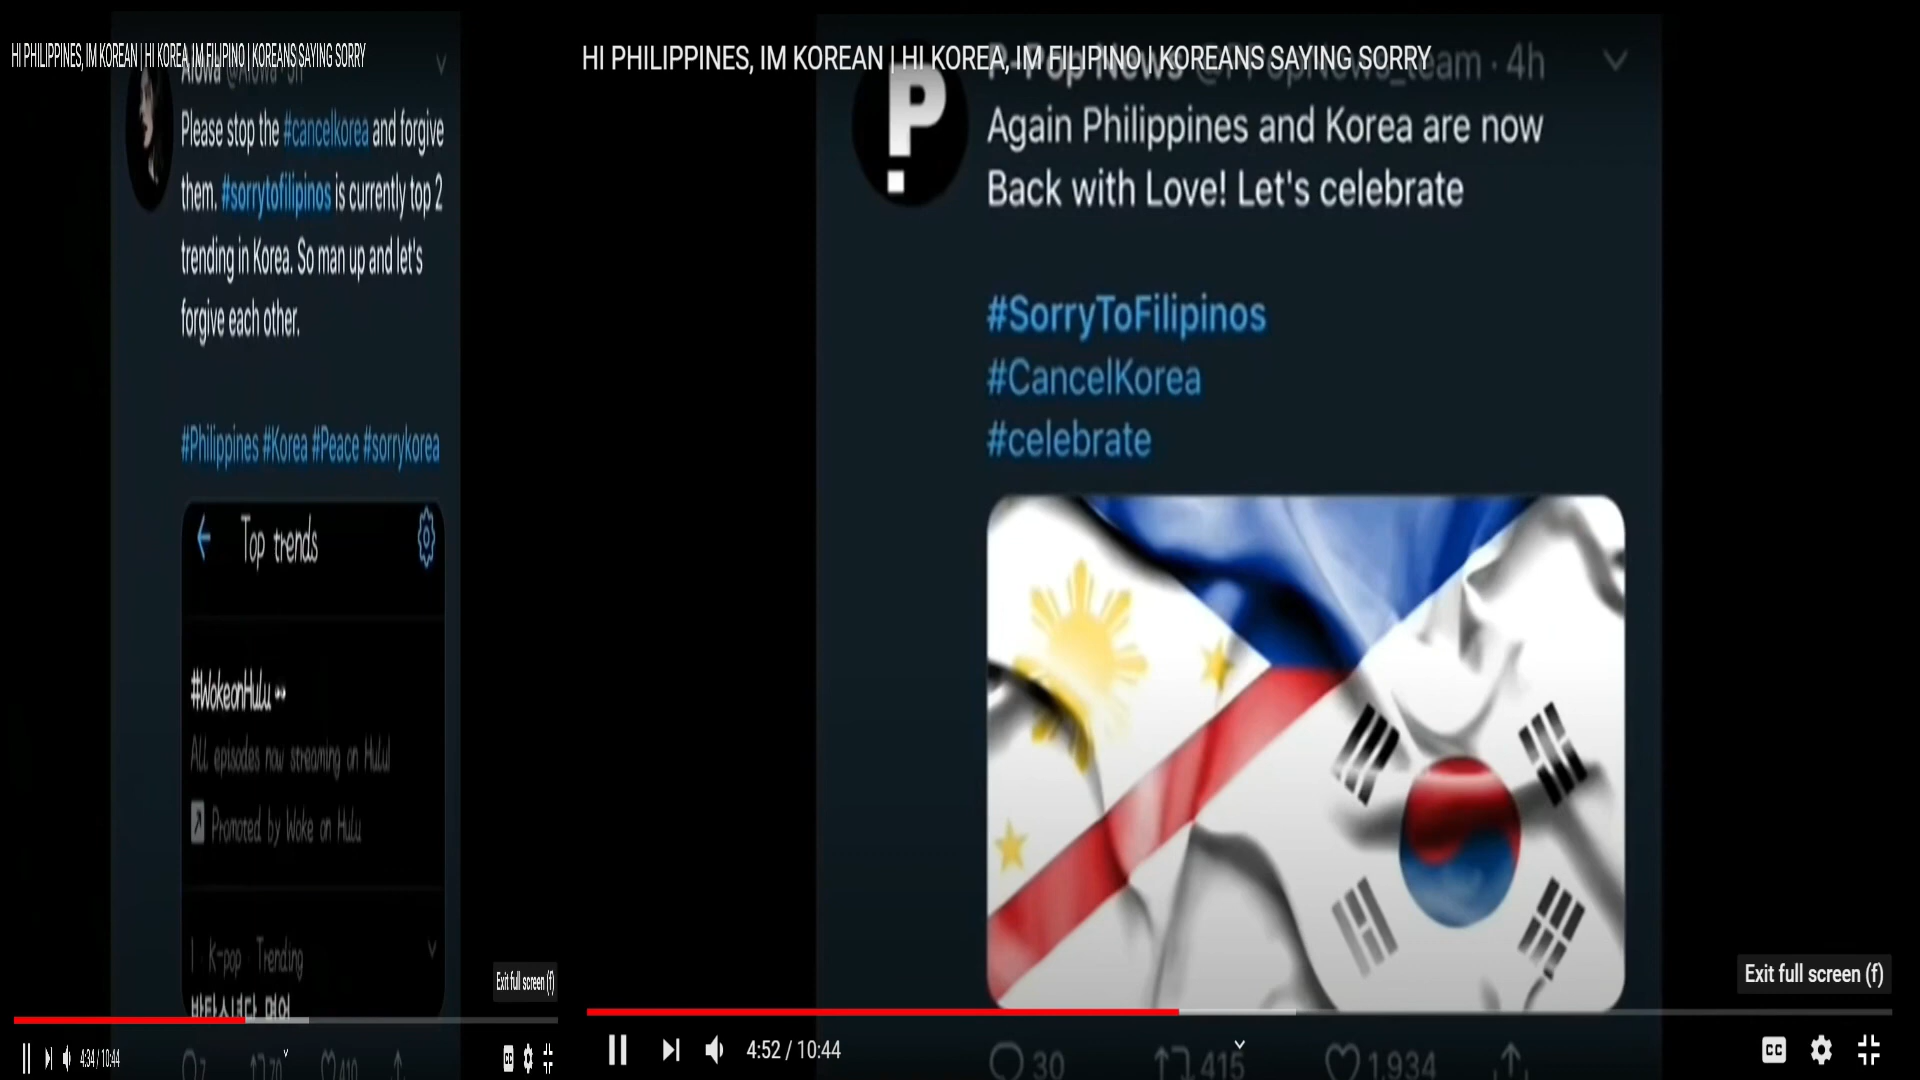 HI PHILIPPINES, IM KOREAN | HI KOREA, IM FILIPINO | KOREANS SAYING SORRY
Please stop the #cancelkorea and forgive
them. #sorrytofilipinos is currently top 2
trending in Korea. So man up and let's
forgive each other.
#Philippines #Korea #Peace #sorrykorea
Top trends
#WokeonHulu
All episodes now streaming on Hulu!
Promoted by Woke on Hulu
1 · K-pop · Trending
Exit full screen (f)
4:34 / 10:44
HI PHILIPPINES, IM KOREAN | HI KOREA, IM FILIPINO | KOREANS SAYING SORRY
P-Pop News @PPopNews_team · 4h
Again Philippines and Korea are now
Back with Love! Let's celebrate
#SorryToFilipinos
#CancelKorea
#celebrate
Exit full screen (f)
4:52 / 10:44
CC
30 415 1,934